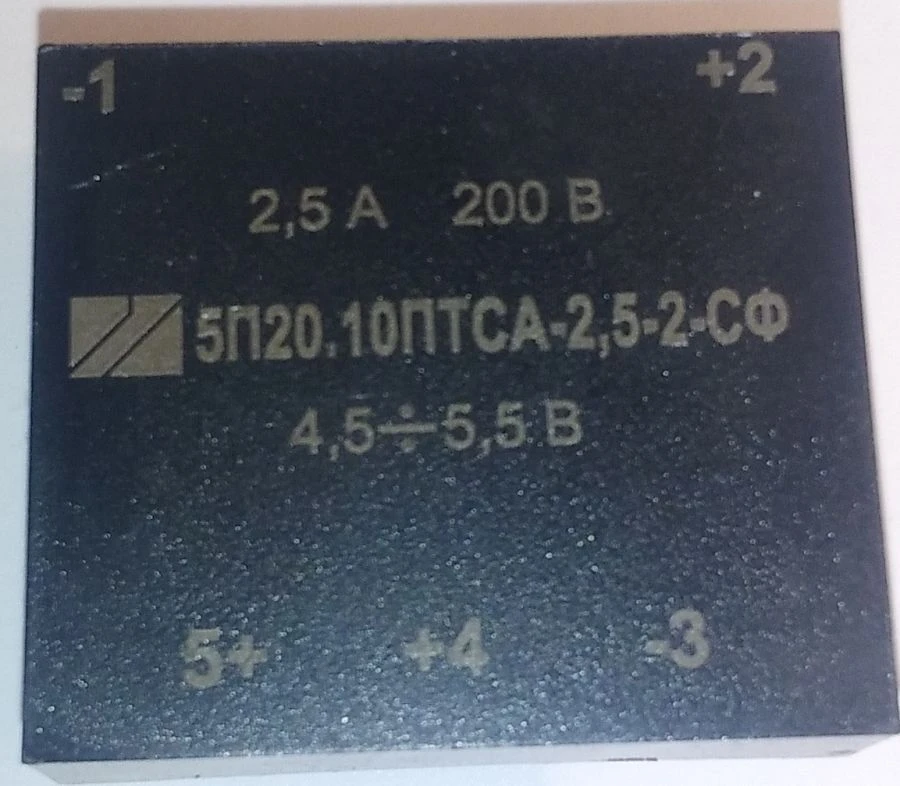 -1 +2
2,5 А 200 В
5П20.10ПТСА-2,5-2-СФ
4,5÷5,5 В
5+ +4 -3